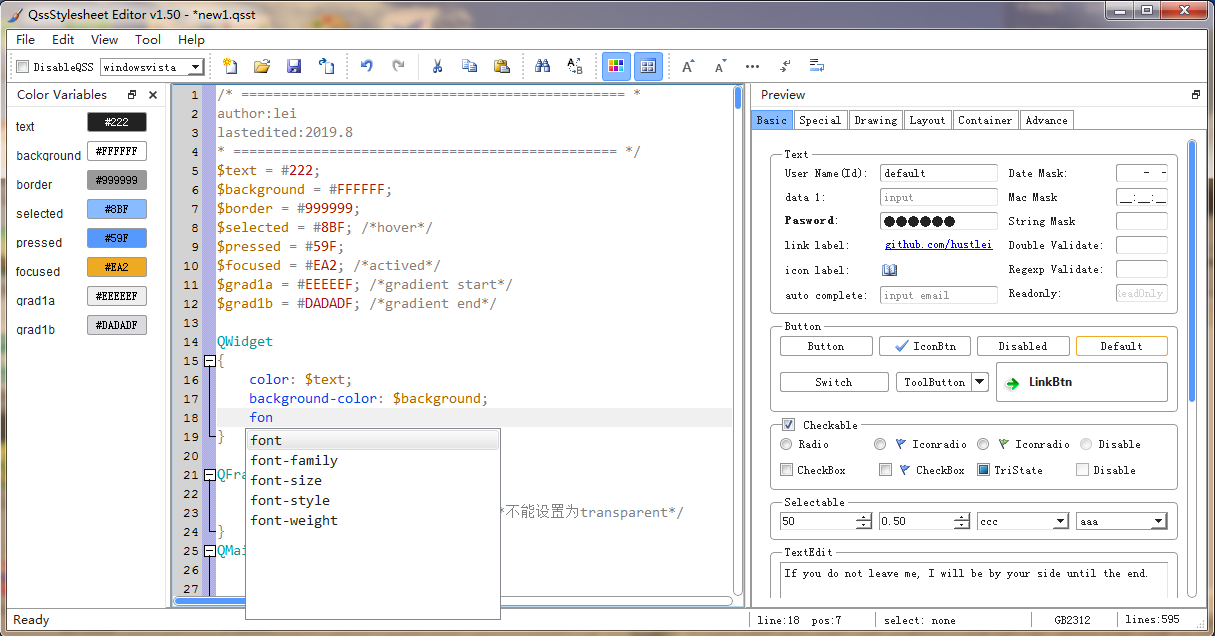 QssStylesheet Editor v1.50 - *new1.qsst
File Edit View Tool Help
DisableQSS windowsvista
Color Variables
text #222
background #FFFFFF
border #999999
selected #8BF
pressed #59F
focused #EA2
grad1a #EEEEEF
grad1b #DADADF
1 /* =============================================== *
2 author:lei
3 lastedited:2019.8
4 * =============================================== */
5 $text = #222;
6 $background = #FFFFFF;
7 $border = #999999;
8 $selected = #8BF; /*hover*/
9 $pressed = #59F;
10 $focused = #EA2; /*actived*/
11 $grad1a = #EEEEEF; /*gradient start*/
12 $grad1b = #DADADF; /*gradient end*/
13
14 QWidget
15 {
16 color: $text;
17 background-color: $background;
18 fon
19 }
20
21 QFra
22
23 *不能设置为transparent*/
24 }
25 QMai
26
27
font
font-family
font-size
font-style
font-weight
Preview
Basic Special Drawing Layout Container Advance
Text
User Name(Id): default Date Mask: - -
data 1: input Mac Mask __:__:__
Pasword: ●●●●●● String Mask
link label: github.com/hustlei Double Validate:
icon label: Regexp Validate:
auto complete: input email Readonly: ReadOnly
Button
Button IconBtn Disabled Default
Switch ToolButton LinkBtn
Checkable
Radio Iconradio Iconradio Disable
CheckBox CheckBox TriState Disable
Selectable
50 0.50 ccc aaa
TextEdit
If you do not leave me, I will be by your side until the end.
Ready line:18 pos:7 select: none GB2312 lines:595